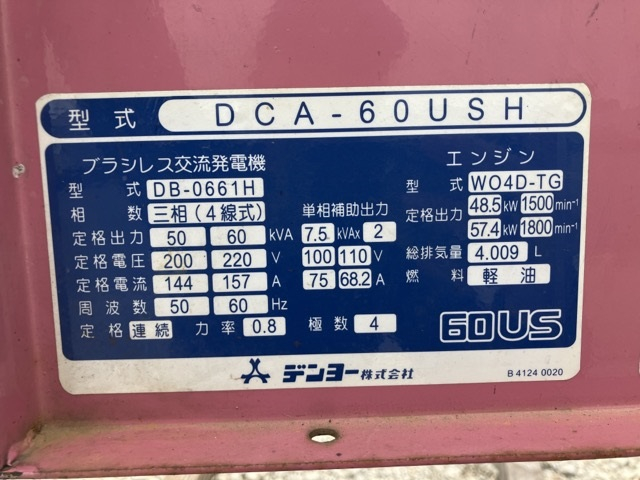 型式 DCA-60USH
ブラシレス交流発電機
型式 DB-0661H
相数 三相(4線式)
定格出力 50 60 kVA
定格電圧 200 220 V
定格電流 144 157 A
周波数 50 60 Hz
定格 連続 力率 0.8 極数 4
単相補助出力
7.5 kVAx 2
100 110 V
75 68.2 A
エンジン
型式 WO4D-TG
定格出力 48.5 kW 1500 min⁻¹
57.4 kW 1800 min⁻¹
総排気量 4.009 L
燃料 軽油
60US
デンヨー株式会社
B 4124 0020